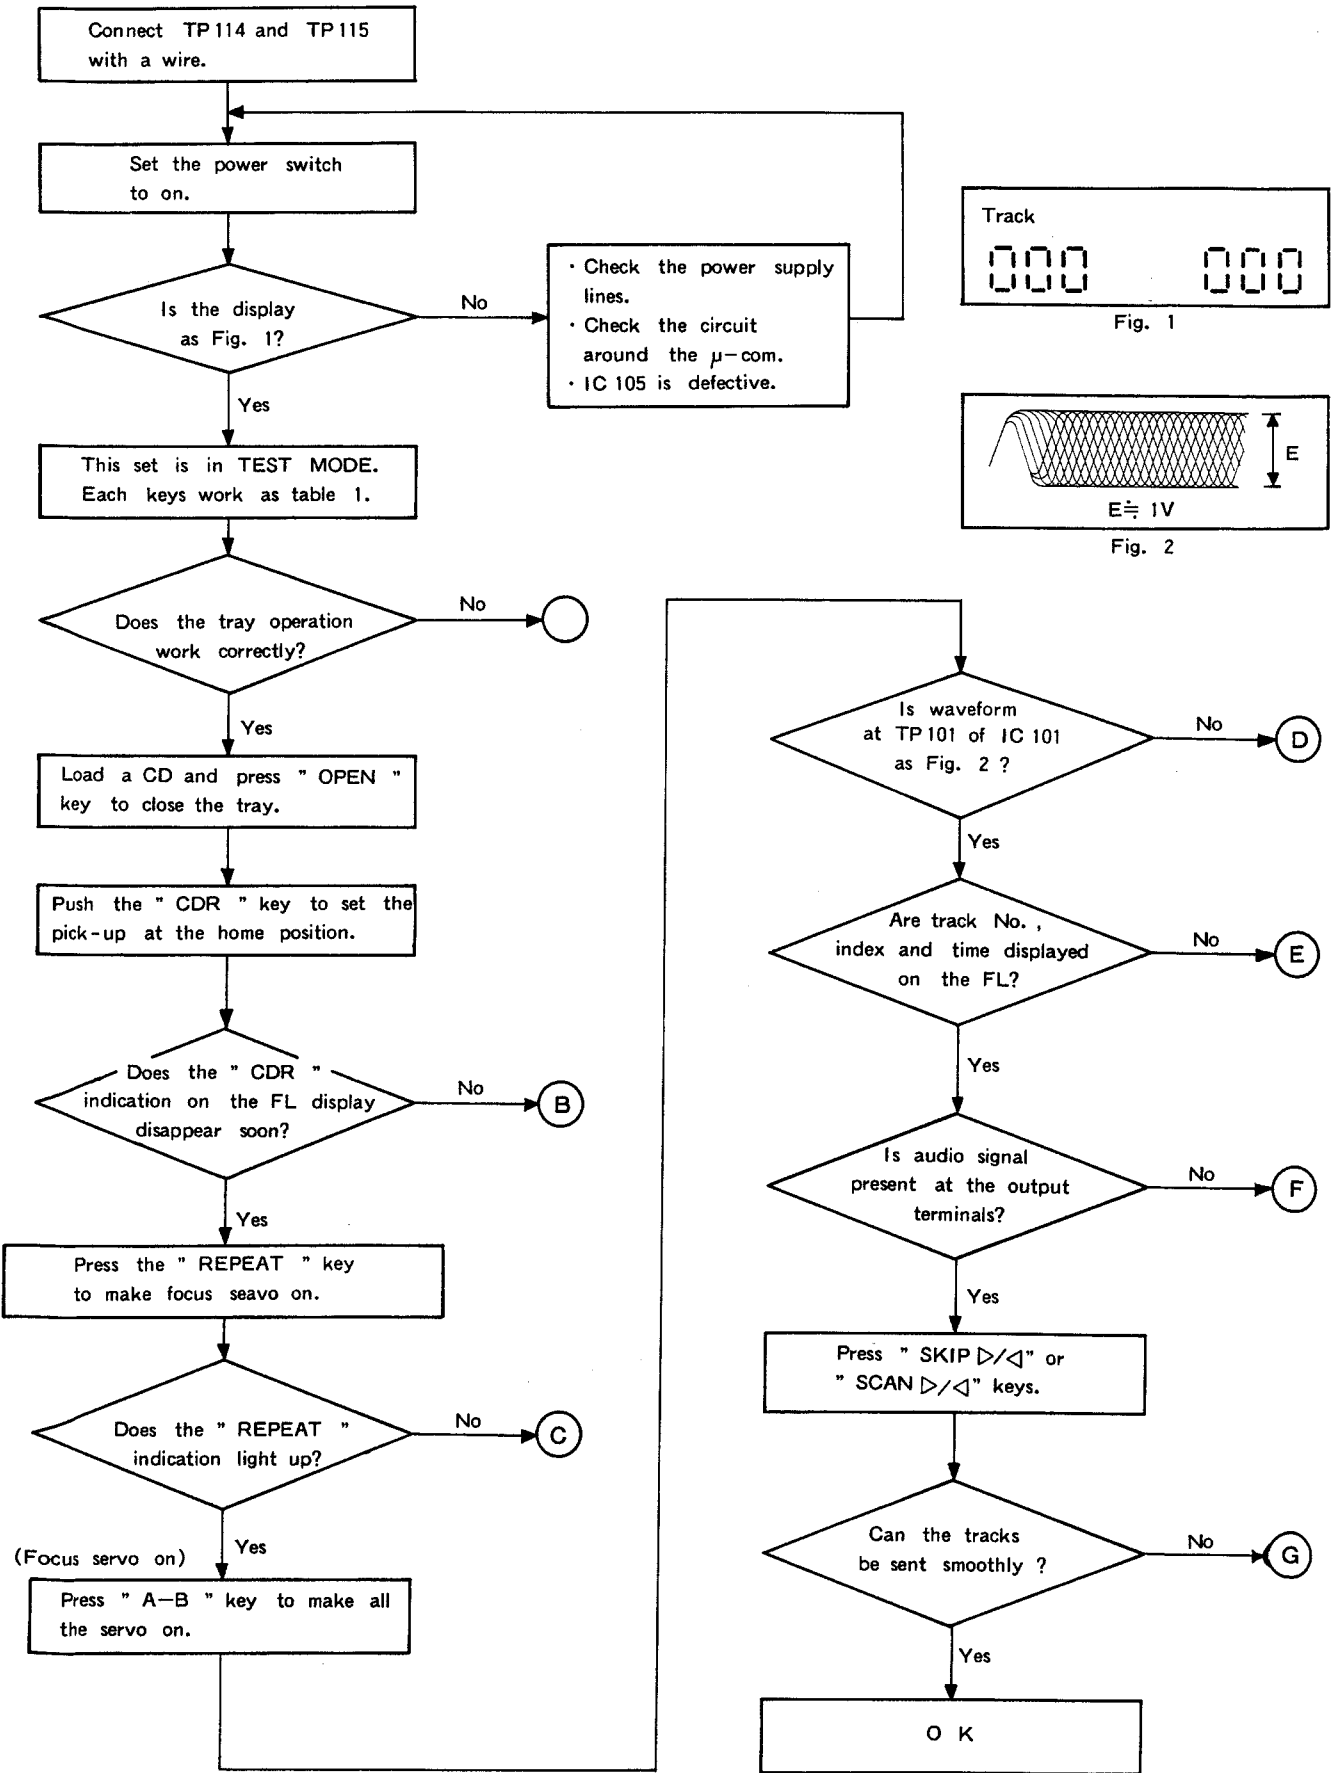 Connect TP114 and TP115
with a wire.
Set the power switch
to on.
Is the display
as Fig. 1?
No
· Check the power supply
lines.
· Check the circuit
around the μ-com.
· IC 105 is defective.
Yes
This set is in TEST MODE.
Each keys work as table 1.
Does the tray operation
work correctly?
No
Yes
Load a CD and press " OPEN "
key to close the tray.
Push the " CDR " key to set the
pick-up at the home position.
Does the " CDR "
indication on the FL display
disappear soon?
No
B
Yes
Press the " REPEAT " key
to make focus seavo on.
Does the " REPEAT "
indication light up?
No
C
Yes
(Focus servo on)
Press " A-B " key to make all
the servo on.
Track
000 000
Fig. 1
E
E≒ 1V
Fig. 2
Is waveform
at TP101 of IC 101
as Fig. 2 ?
No
D
Yes
Are track No. ,
index and time displayed
on the FL?
No
E
Yes
Is audio signal
present at the output
terminals?
No
F
Yes
Press " SKIP ▷/◁" or
" SCAN ▷/◁" keys.
Can the tracks
be sent smoothly ?
No
G
Yes
O K